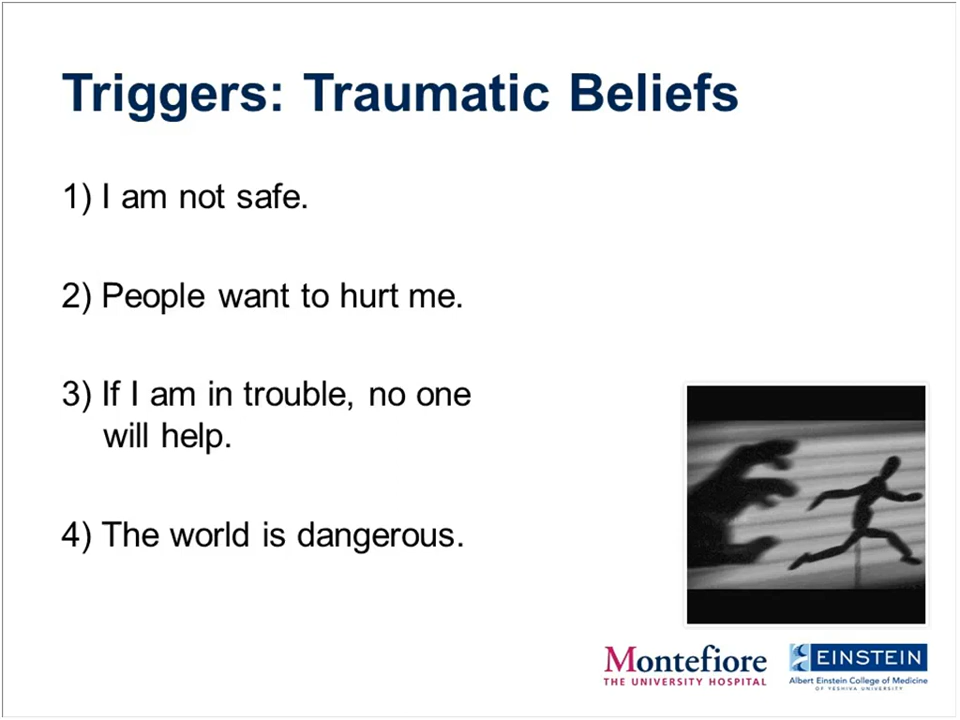 Triggers: Traumatic Beliefs
1) I am not safe.
2) People want to hurt me.
3) If I am in trouble, no one
will help.
4) The world is dangerous.
Montefiore
THE UNIVERSITY HOSPITAL
EINSTEIN
Albert Einstein College of Medicine
OF YESHIVA UNIVERSITY